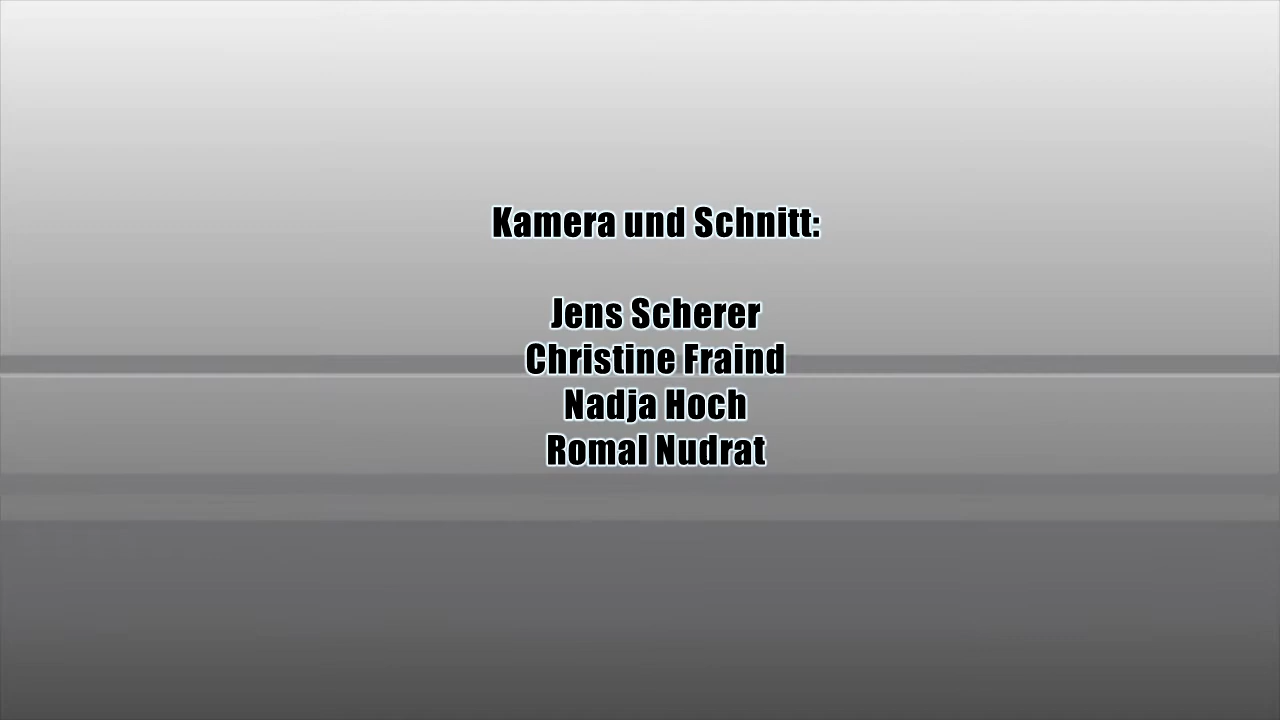 Kamera und Schnitt:
Jens Scherer
Christine Fraind
Nadja Hoch
Romal Nudrat